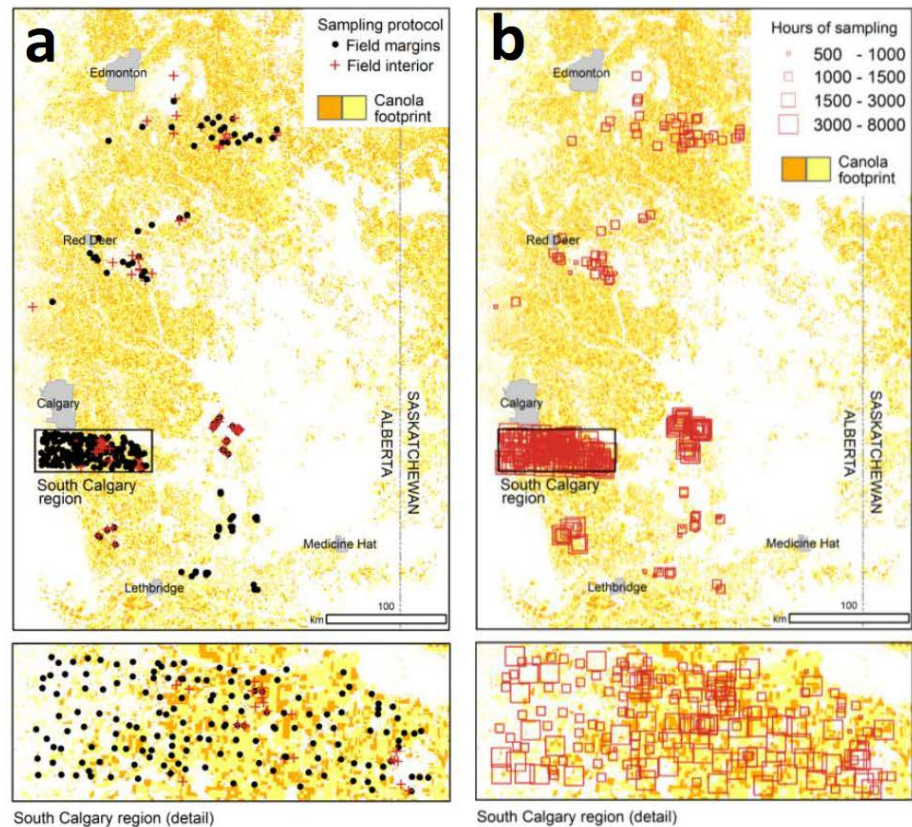 a
Sampling protocol
Field margins
Field interior
Canola
footprint
Edmonton
Red Deer
Calgary
South Calgary
region
Lethbridge
Medicine Hat
ALBERTA
SASKATCHEWAN
100
km
South Calgary region (detail)
b
Hours of sampling
500 - 1000
1000 - 1500
1500 - 3000
3000 - 8000
Canola
footprint
Edmonton
Red Deer
Calgary
South Calgary
region
Lethbridge
Medicine Hat
ALBERTA
SASKATCHEWAN
100
km
South Calgary region (detail)